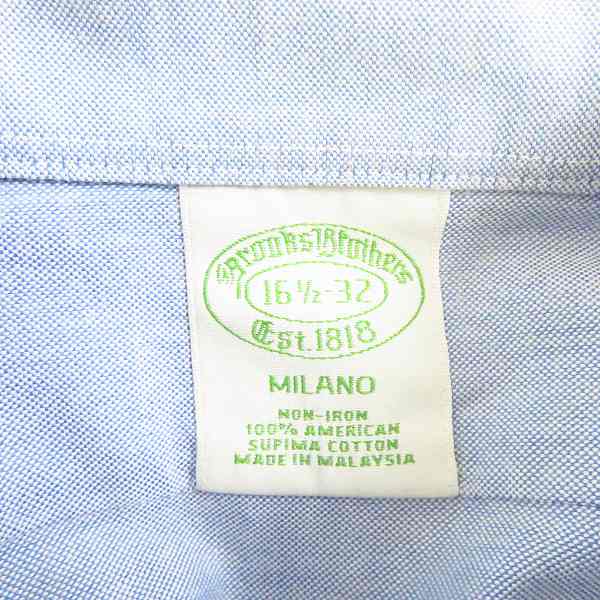 Brooks Brothers
16½-32
Est. 1818
MILANO
NON-IRON
100% AMERICAN
SUPIMA COTTON
MADE IN MALAYSIA